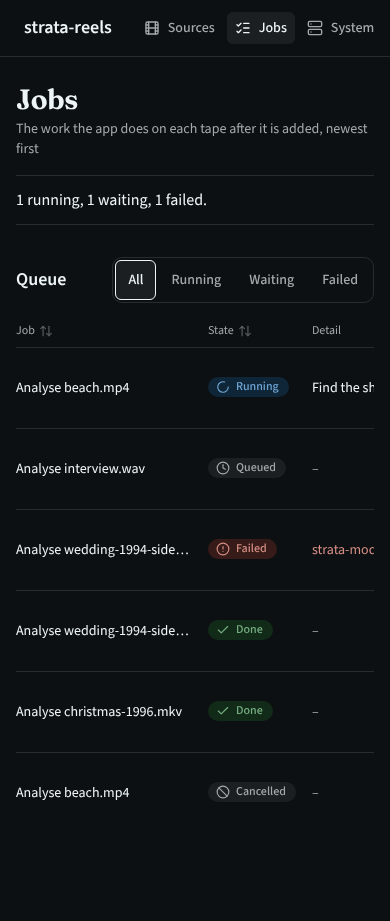 strata-reels Sources Jobs System
Jobs
The work the app does on each tape after it is added, newest
first
1 running, 1 waiting, 1 failed.
Queue All Running Waiting Failed
Job State Detail
Analyse beach.mp4 Running Find the sh
Analyse interview.wav Queued –
Analyse wedding-1994-side… Failed strata-moc
Analyse wedding-1994-side… Done –
Analyse christmas-1996.mkv Done –
Analyse beach.mp4 Cancelled –